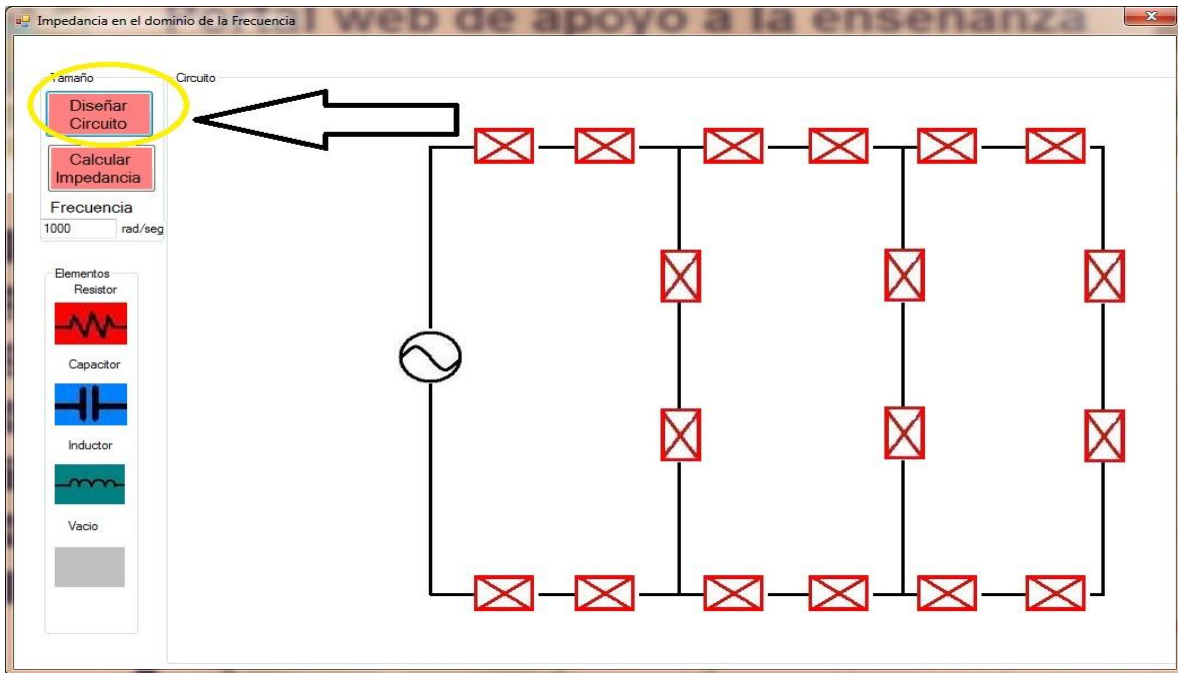 Impedancia en el dominio de la Frecuencia
Portal web de apoyo a la enseñanza
Tamaño
Circuito
Diseñar
Circuito
Calcular
Impedancia
Frecuencia
1000 rad/seg
Elementos
Resistor
Capacitor
Inductor
Vacio